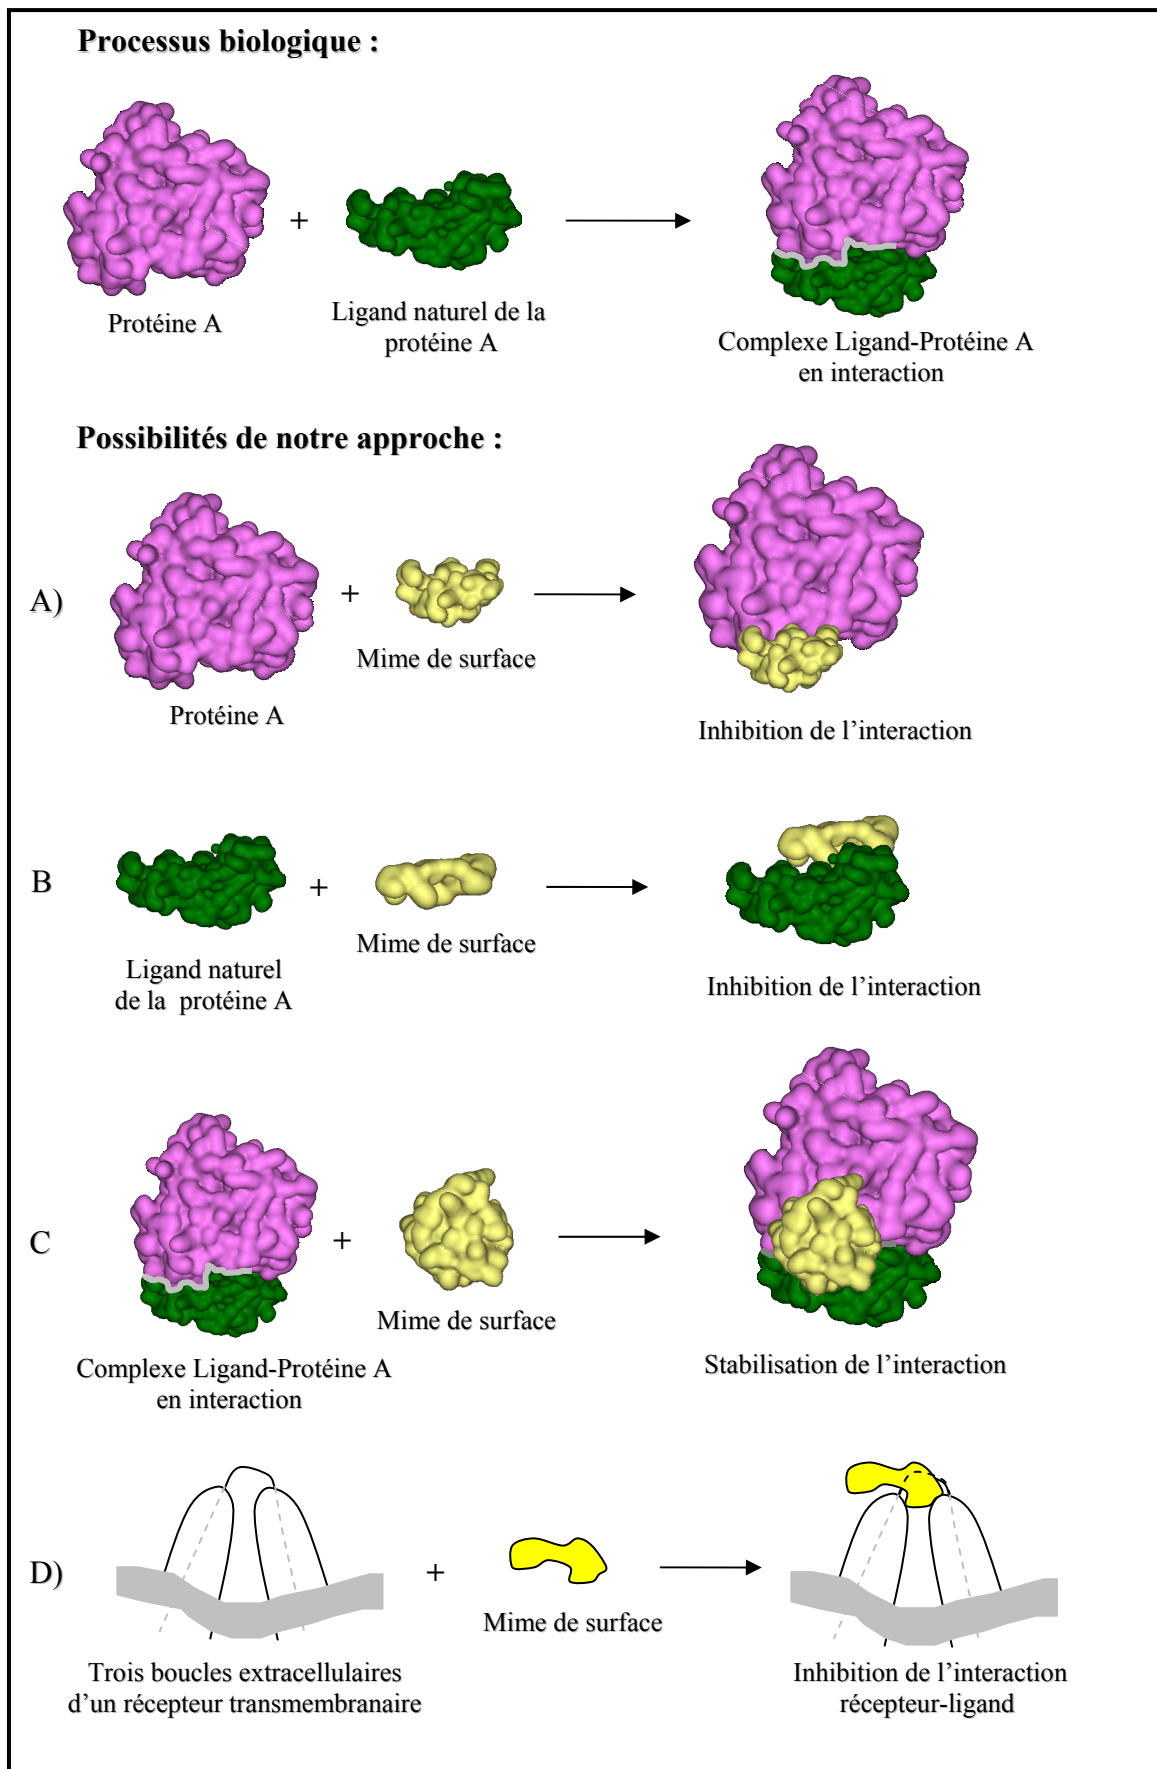 Processus biologique :
+
Protéine A
Ligand naturel de la
protéine A
Complexe Ligand-Protéine A
en interaction
Possibilités de notre approche :
A)
+
Mime de surface
Protéine A
Inhibition de l’interaction
B
+
Mime de surface
Ligand naturel
de la protéine A
Inhibition de l’interaction
C
+
Mime de surface
Complexe Ligand-Protéine A
en interaction
Stabilisation de l’interaction
D)
+
Mime de surface
Trois boucles extracellulaires
d’un récepteur transmembranaire
Inhibition de l’interaction
récepteur-ligand